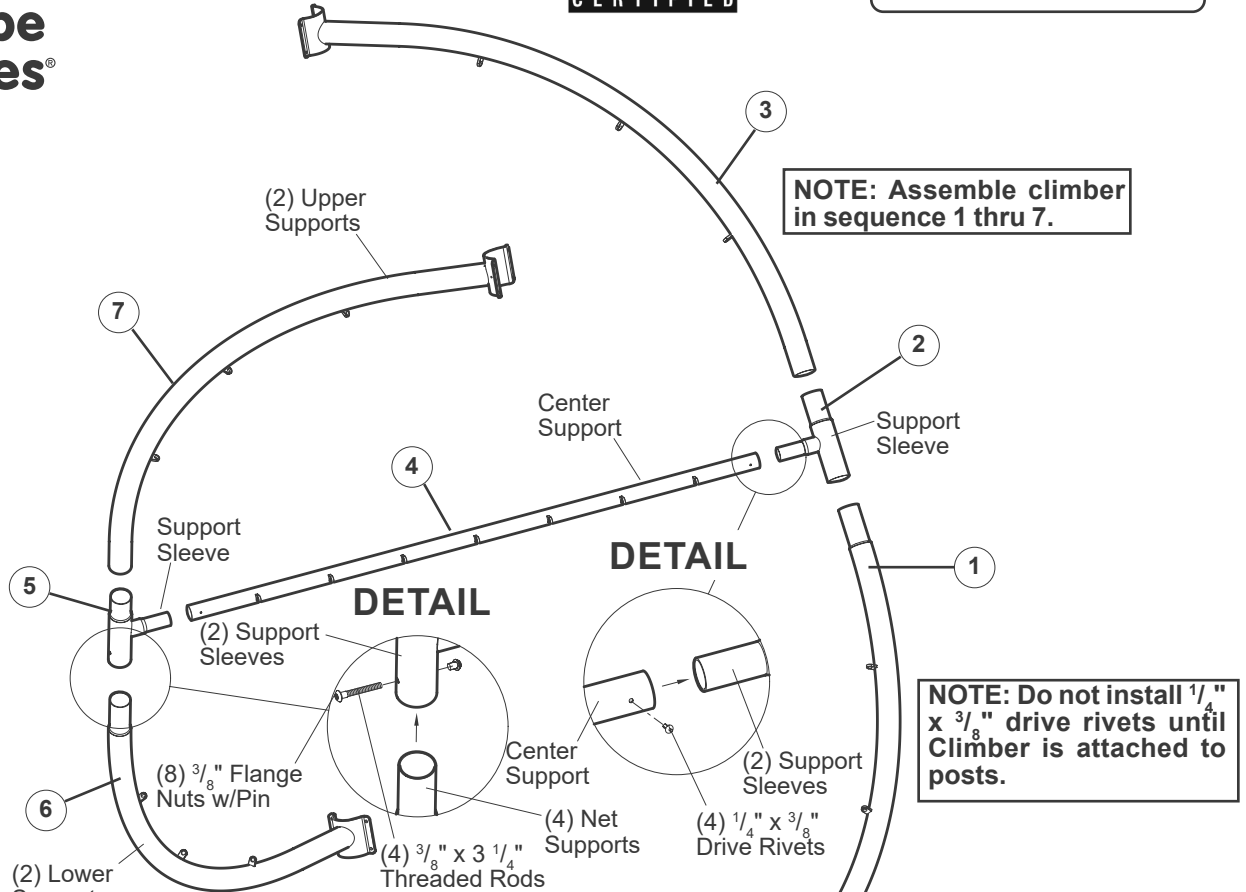 CERTIFIED
3
NOTE: Assemble climber
in sequence 1 thru 7.
(2) Upper
Supports
7
2
Center
Support
Support
Sleeve
4
Support
Sleeve
DETAIL
1
5
DETAIL
(2) Support
Sleeves
NOTE: Do not install 1/4"
x 3/8" drive rivets until
Climber is attached to
posts.
Center
Support
(2) Support
Sleeves
(8) 3/8" Flange
Nuts w/Pin
6
(4) Net
Supports
(4) 1/4" x 3/8"
Drive Rivets
(4) 3/8" x 3 1/4"
Threaded Rods
(2) Lower